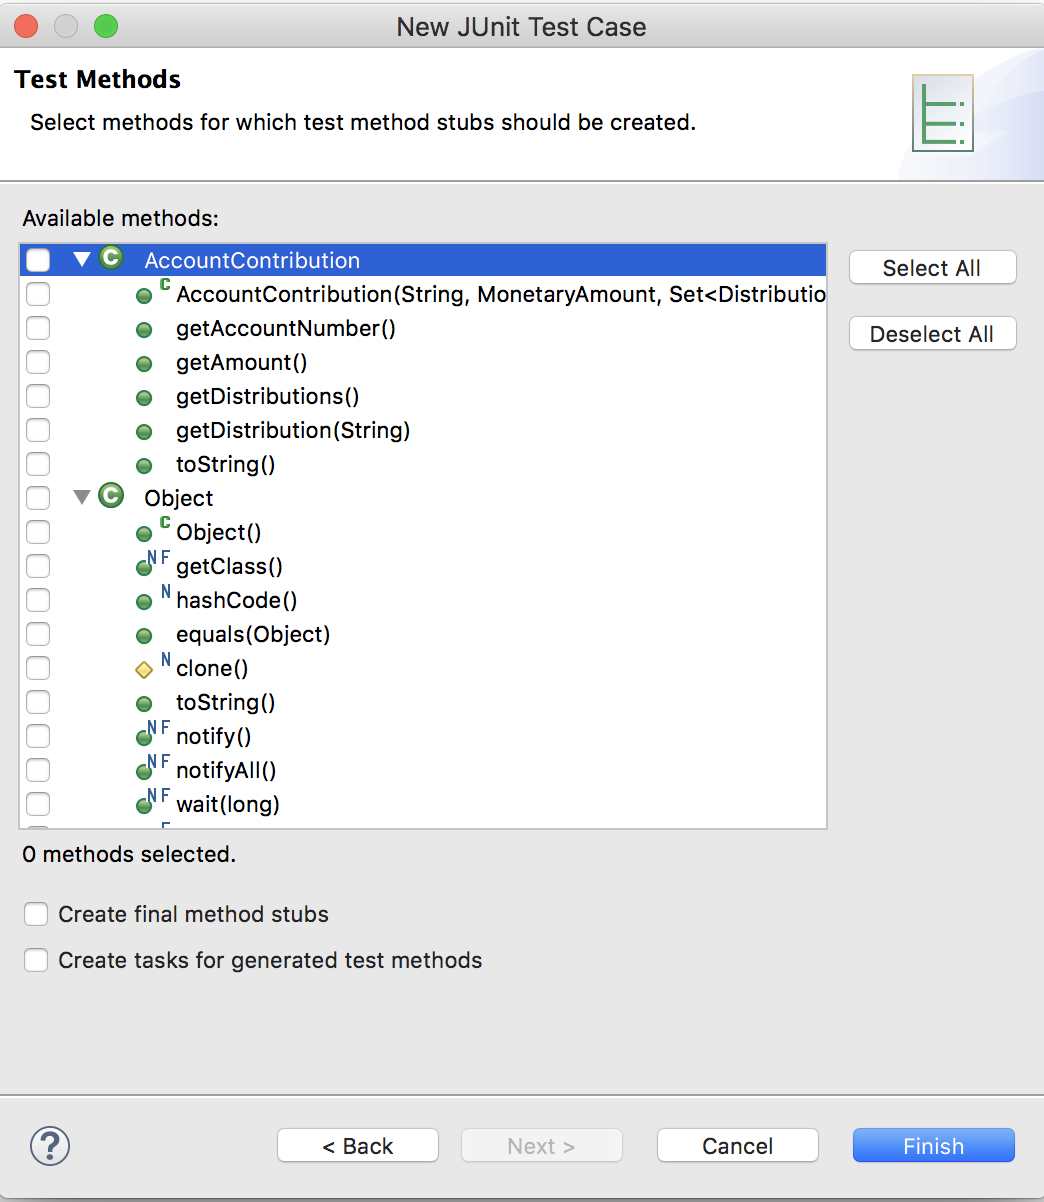 New JUnit Test Case
Test Methods
Select methods for which test method stubs should be created.
Available methods:
C AccountContribution
C AccountContribution(String, MonetaryAmount, Set<Distributio
getAccountNumber()
getAmount()
getDistributions()
getDistribution(String)
toString()
C Object
C Object()
N F getClass()
N hashCode()
equals(Object)
N clone()
toString()
N F notify()
N F notifyAll()
N F wait(long)
Select All
Deselect All
0 methods selected.
Create final method stubs
Create tasks for generated test methods
? < Back Next > Cancel Finish